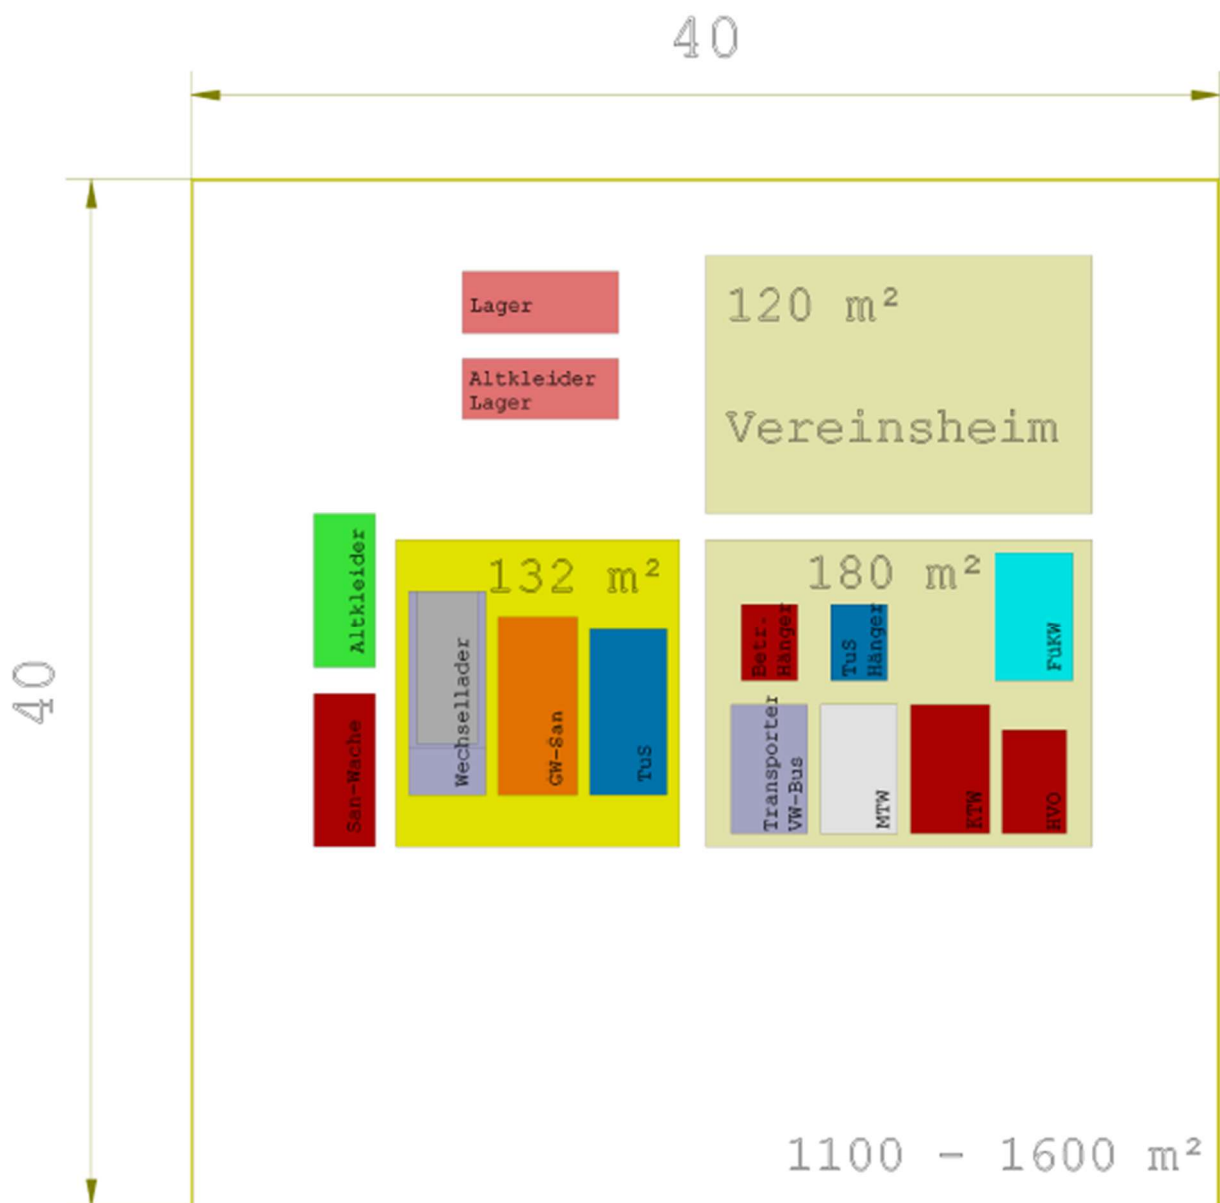 40
40
Lager
Altkleider
Lager
120 m²
Vereinsheim
Altkleider
San-Wache
132 m²
Wechsellader
GW-San
TuS
180 m²
Betr.
Hänger
TuS
Hänger
FüKW
Transporter
VW-Bus
MTW
KTW
HVO
1100 - 1600 m²